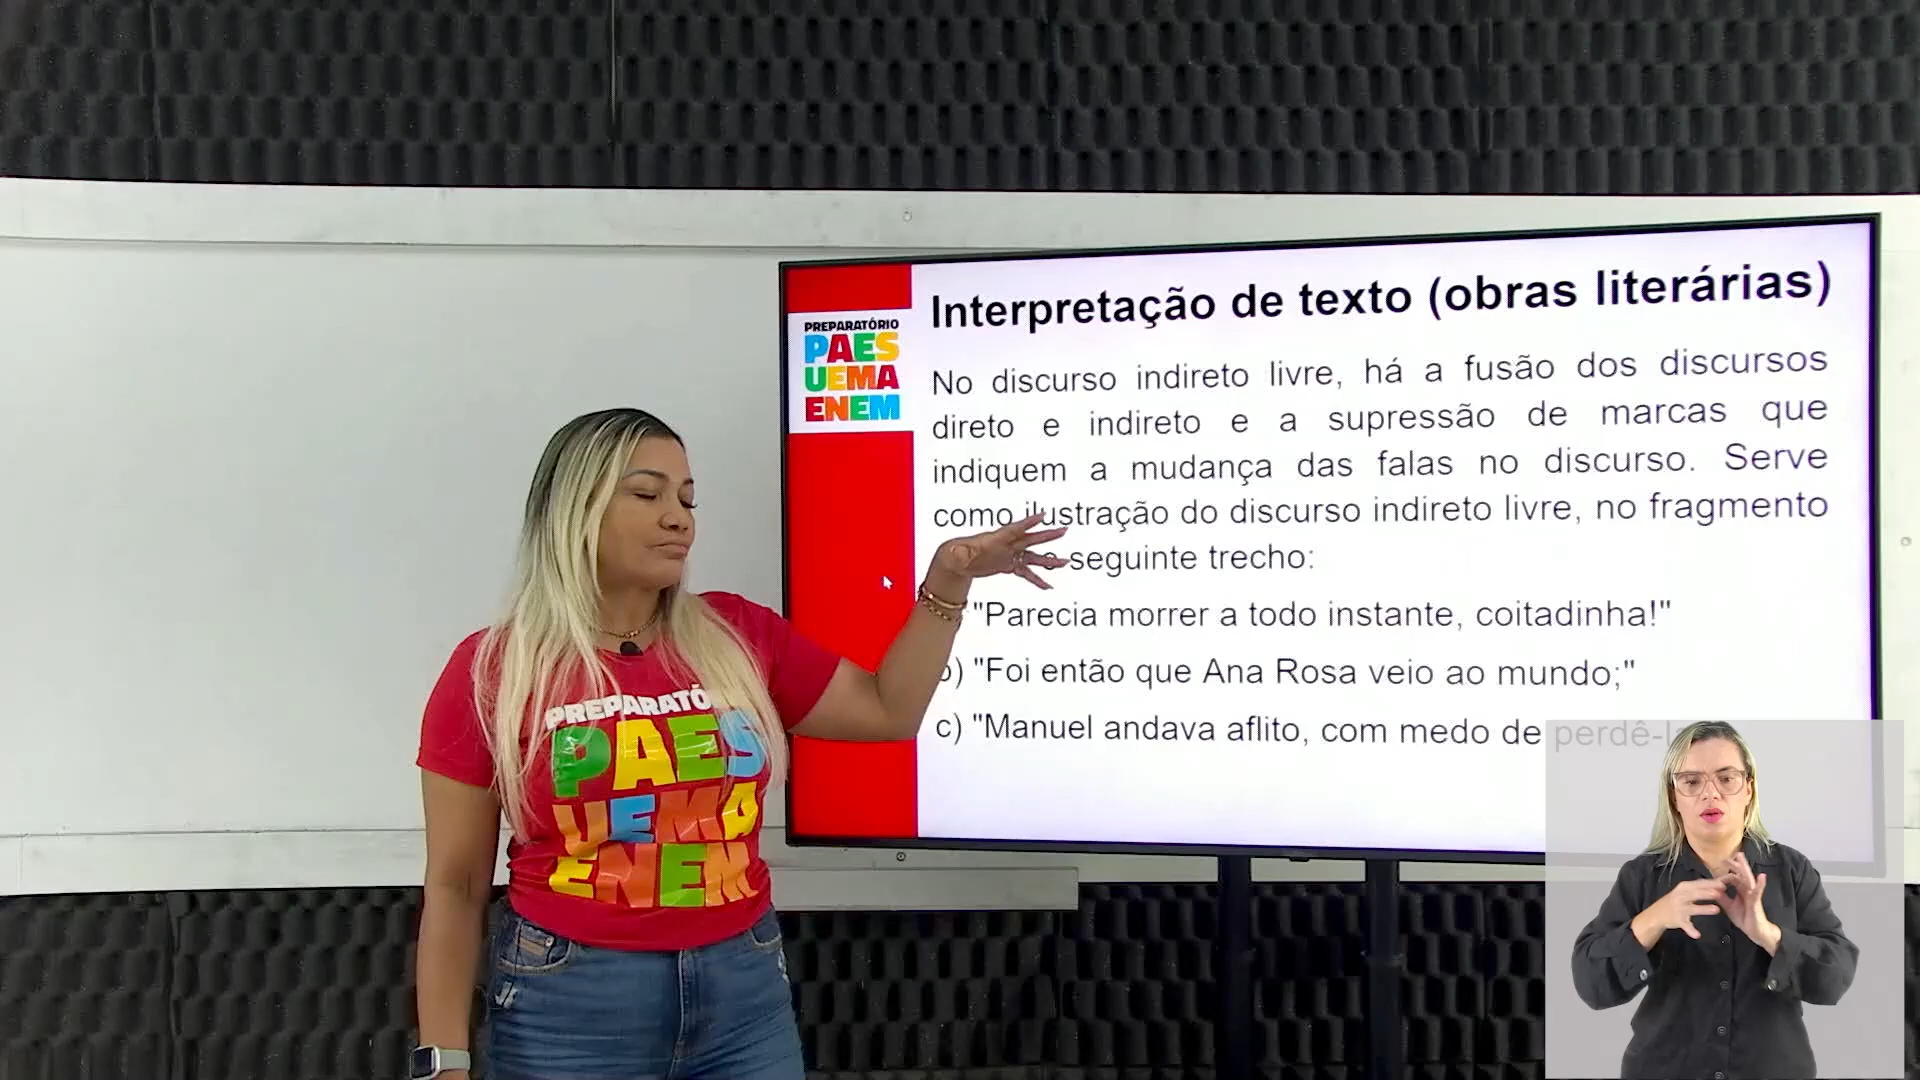 Interpretação de texto (obras literárias)
PREPARATÓRIO
PAES
UEMA
ENEM
No discurso indireto livre, há a fusão dos discursos
direto e indireto e a supressão de marcas que
indiquem a mudança das falas no discurso. Serve
como ilustração do discurso indireto livre, no fragmento
seguinte trecho:
"Parecia morrer a todo instante, coitadinha!"
b) "Foi então que Ana Rosa veio ao mundo;"
c) "Manuel andava aflito, com medo de
PAES
UEMA
ENEM